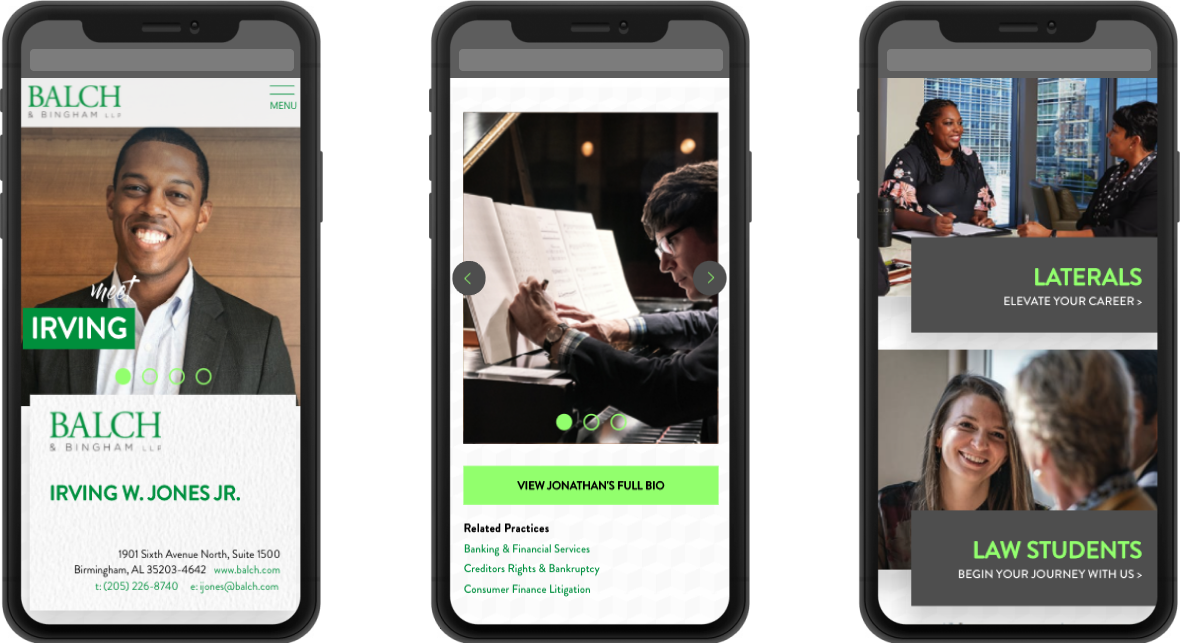 BALCH
& BINGHAM LLP
MENU
meet
IRVING
BALCH
& BINGHAM LLP
IRVING W. JONES JR.
1901 Sixth Avenue North, Suite 1500
Birmingham, AL 35203-4642 www.balch.com
t: (205) 226-8740 e: ijones@balch.com
VIEW JONATHAN'S FULL BIO
Related Practices
Banking & Financial Services
Creditors Rights & Bankruptcy
Consumer Finance Litigation
LATERALS
ELEVATE YOUR CAREER >
LAW STUDENTS
BEGIN YOUR JOURNEY WITH US >